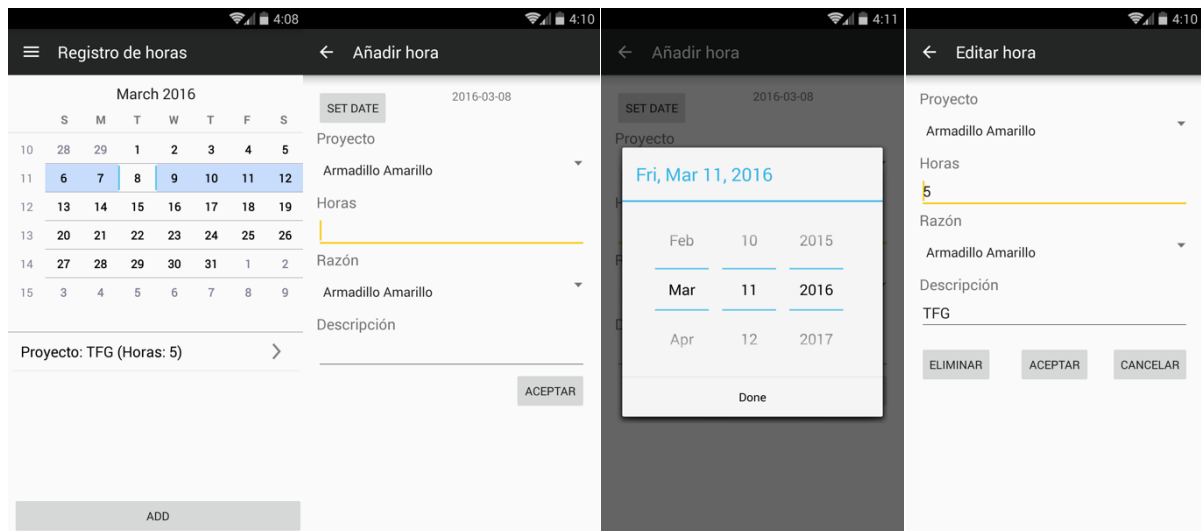 4:08
Registro de horas
March 2016
S M T W T F S
10 28 29 1 2 3 4 5
11 6 7 8 9 10 11 12
12 13 14 15 16 17 18 19
13 20 21 22 23 24 25 26
14 27 28 29 30 31 1 2
15 3 4 5 6 7 8 9
Proyecto: TFG (Horas: 5)
ADD
4:10
Añadir hora
SET DATE 2016-03-08
Proyecto
Armadillo Amarillo
Horas
Razón
Armadillo Amarillo
Descripción
ACEPTAR
4:11
Añadir hora
SET DATE 2016-03-08
Proyecto
Fri, Mar 11, 2016
Feb 10 2015
Mar 11 2016
Apr 12 2017
Done
4:10
Editar hora
Proyecto
Armadillo Amarillo
Horas
5
Razón
Armadillo Amarillo
Descripción
TFG
ELIMINAR ACEPTAR CANCELAR